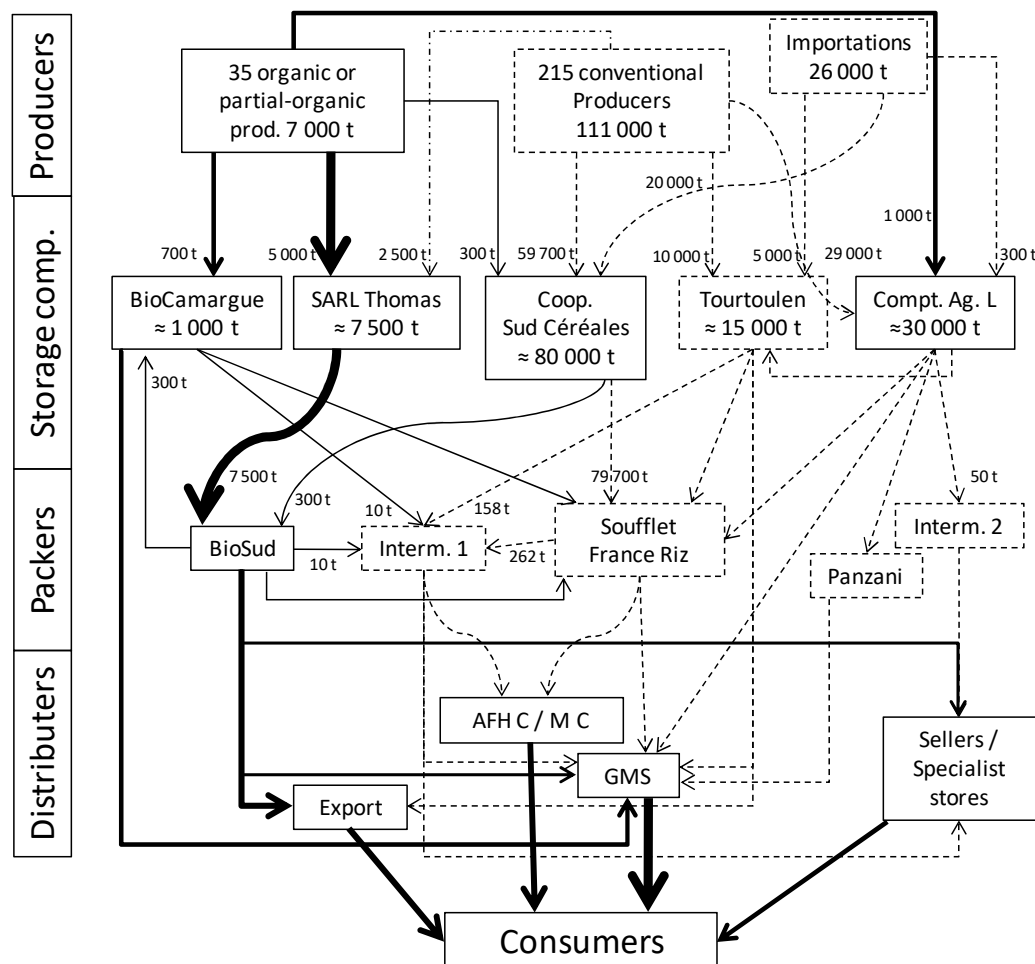 Producers
35 organic or
partial-organic
prod. 7 000 t
215 conventional
Producers
111 000 t
Importations
26 000 t
20 000 t
1 000 t
Storage comp.
700 t
5 000 t
2 500 t
300 t
59 700 t
10 000 t
5 000 t
29 000 t
300 t
BioCamargue
≈ 1 000 t
SARL Thomas
≈ 7 500 t
Coop.
Sud Céréales
≈ 80 000 t
Tourtoulen
≈ 15 000 t
Compt. Ag. L
≈30 000 t
300 t
Packers
7 500 t
300 t
10 t
158 t
79 700 t
50 t
BioSud
10 t
Interm. 1
262 t
Soufflet
France Riz
Interm. 2
Panzani
Distributers
AFH C / M C
GMS
Export
Sellers /
Specialist
stores
Consumers